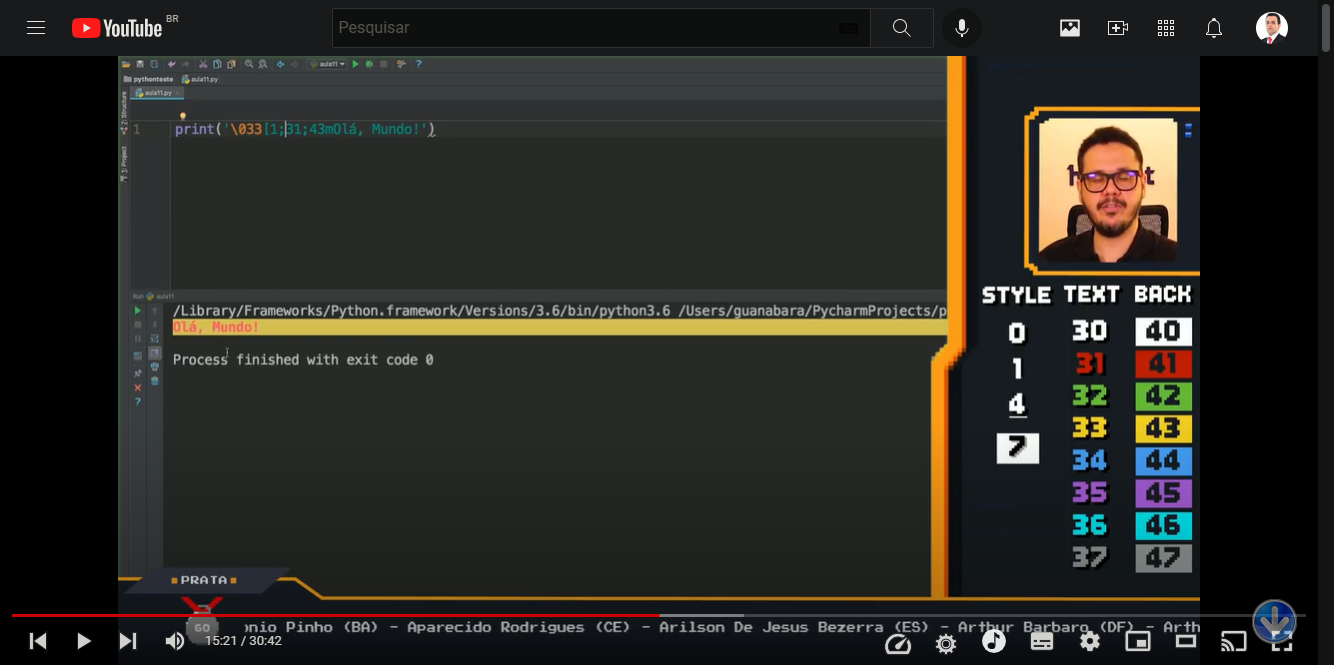 YouTube BR
Pesquisar
aula11
pythonteste aula11.py
aula11.py
Z: Structure
1: Project
1 print('\033[1;31;43mOlá, Mundo!')
Run aula11
/Library/Frameworks/Python.framework/Versions/3.6/bin/python3.6 /Users/guanabara/PycharmProjects/p
Olá, Mundo!
Process finished with exit code 0
STYLE TEXT BACK
0 30 40
1 31 41
4 32 42
7 33 43
34 44
35 45
36 46
37 47
PRATA
GO onio Pinho (BA) - Aparecido Rodrigues (CE) - Arilson De Jesus Bezerra (ES) - Arthur Barbaro (DF) - Arth
15:21 / 30:42